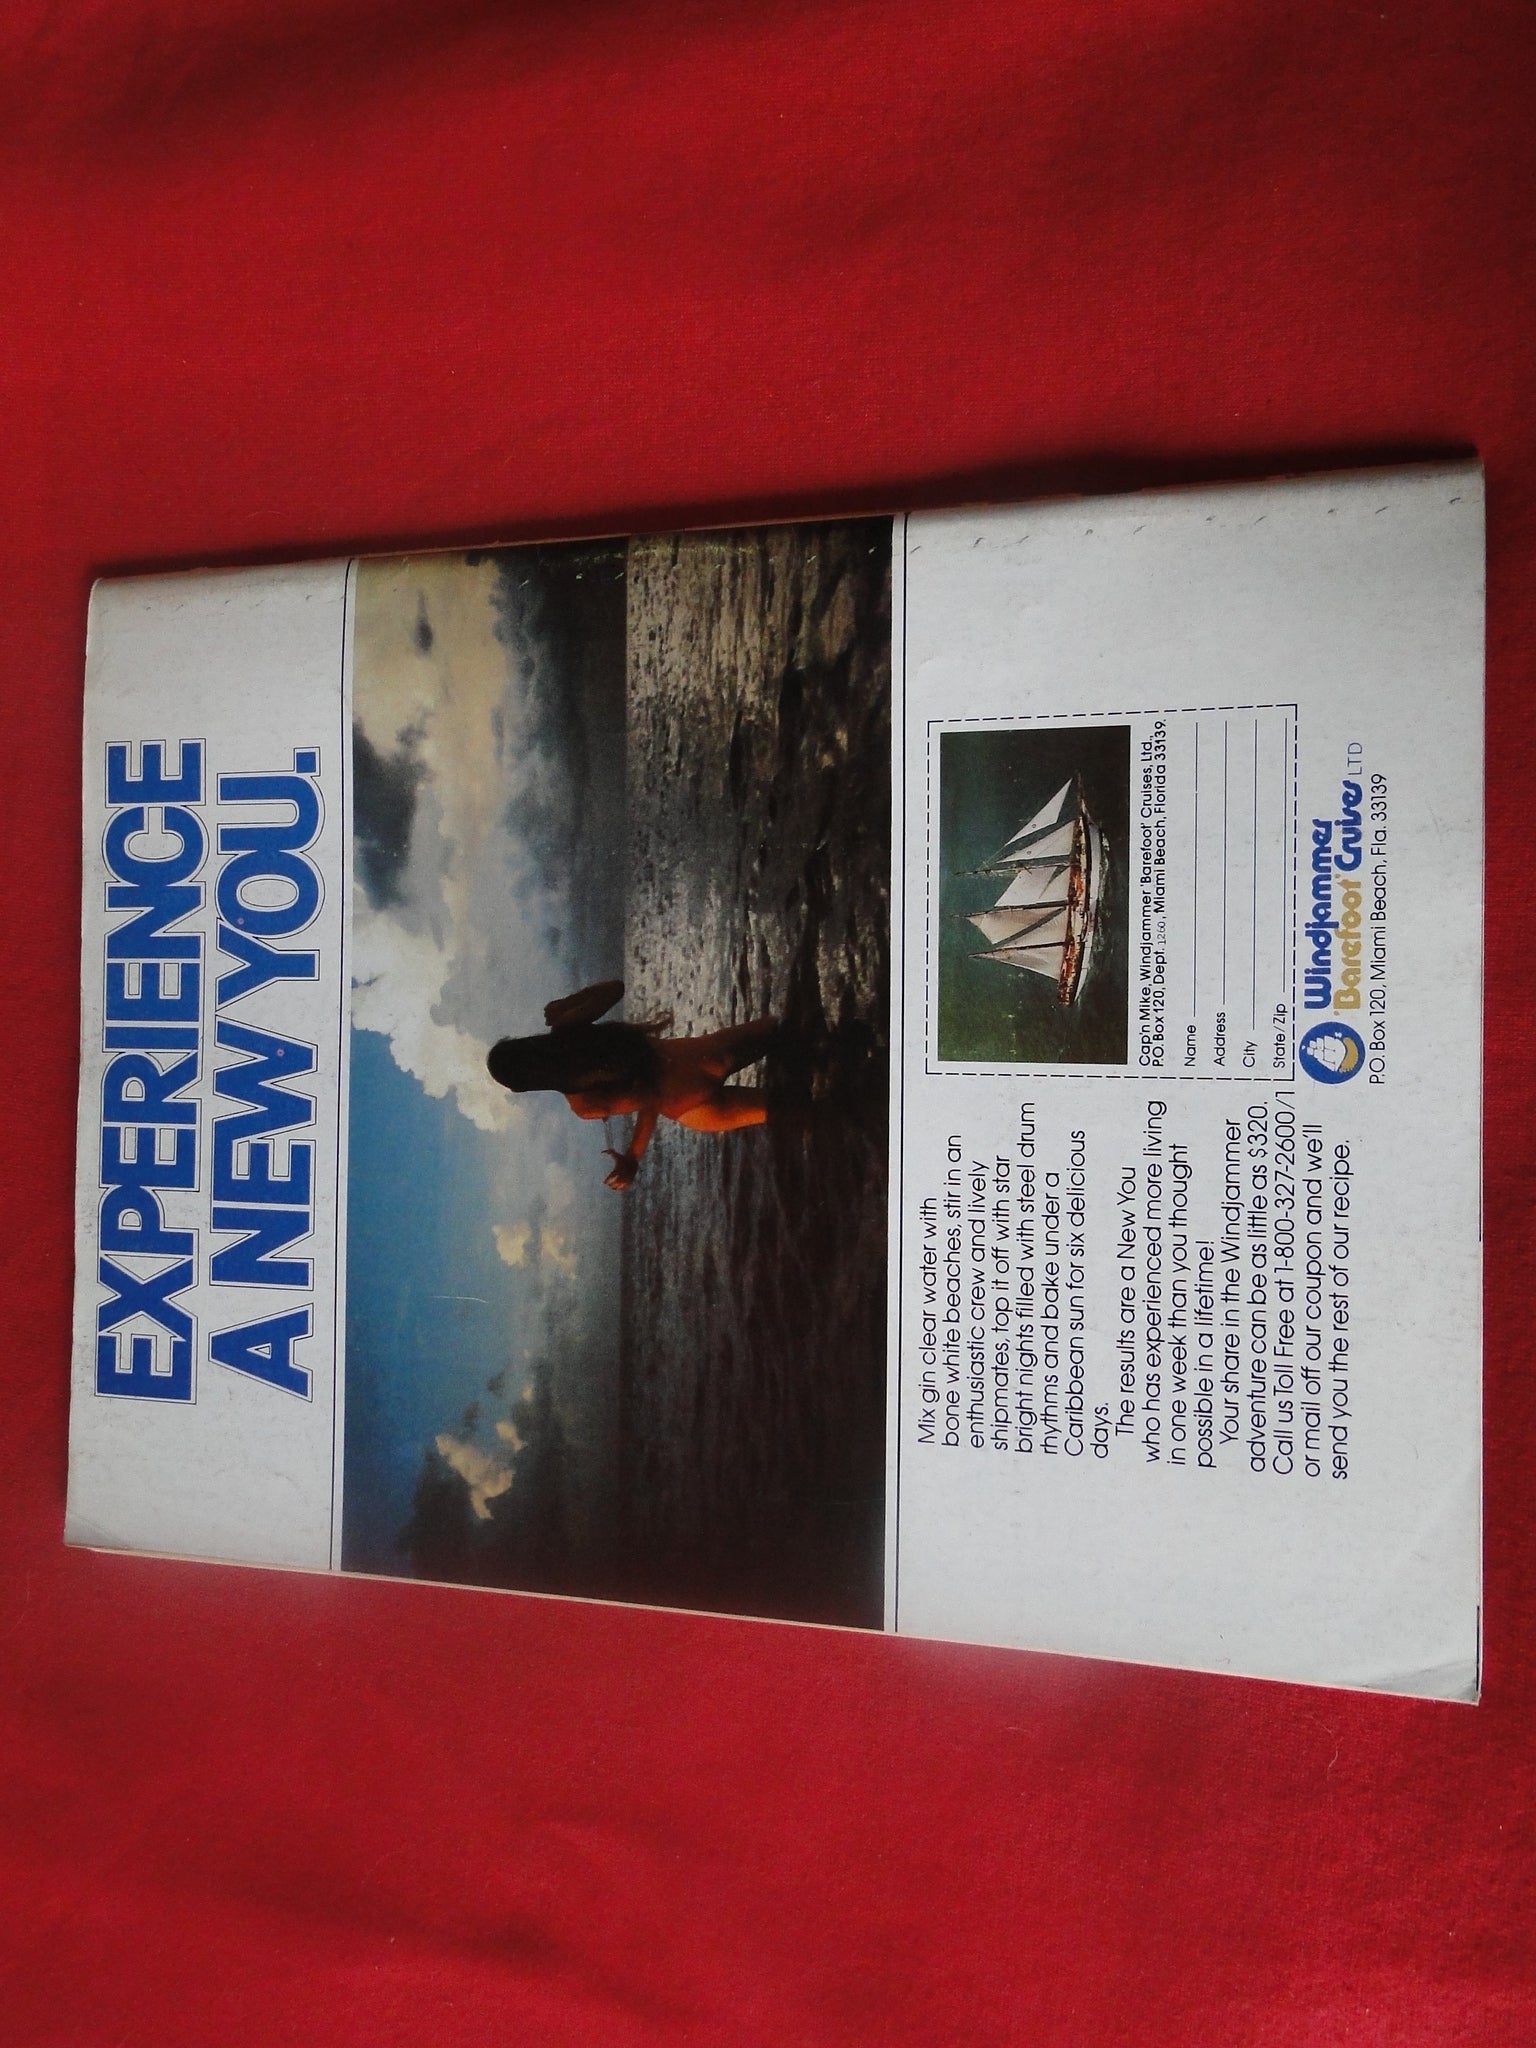 EXPERIENCE
A NEW YOU.
Mix gin clear water with
bone white beaches, stir in an
enthusiastic crew and lively
shipmates, top it off with star
bright nights filled with steel drum
rhythms and bake under a
Caribbean sun for six delicious
days.
The results are a New You
who has experienced more living
in one week than you thought
possible in a lifetime!
Your share in the Windjammer
adventure can be as little as $320.
Call us Toll Free at 1-800-327-2600/1
or mail off our coupon and we'll
send you the rest of our recipe.
Cap'n Mike, Windjammer 'Barefoot' Cruises, Ltd.,
P.O. Box 120, Dept. 1260, Miami Beach, Florida 33139.
Name
Address
City
State/Zip
Windjammer
'Barefoot' Cruises LTD
P.O. Box 120, Miami Beach, Fla. 33139